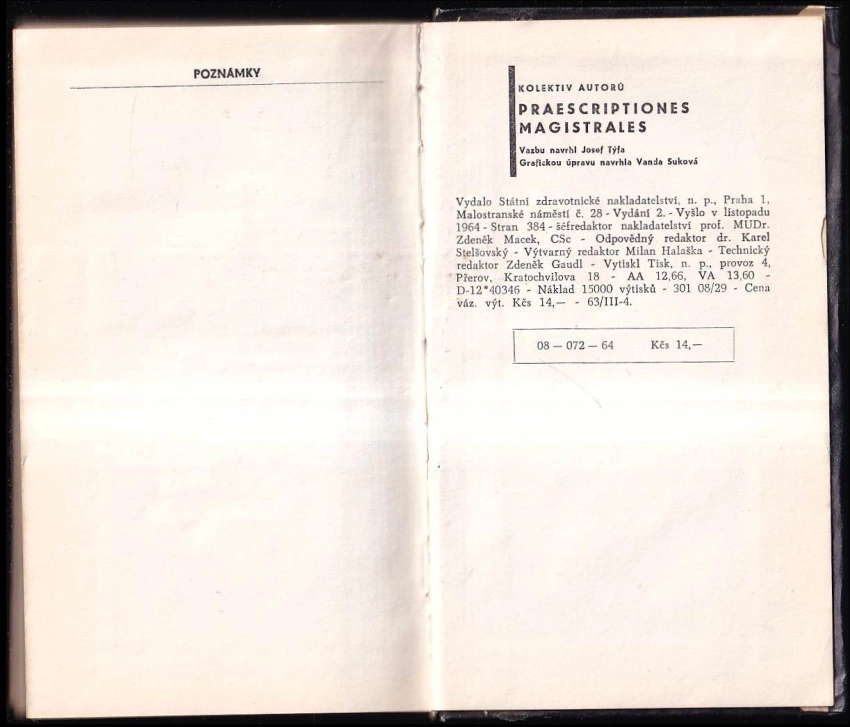 POZNÁMKY
KOLEKTIV AUTORŮ
PRAESCRIPTIONES
MAGISTRALES
Vazbu navrhl Josef Týfa
Grafickou úpravu navrhla Vanda Suková
Vydalo Státní zdravotnické nakladatelství, n. p., Praha 1,
Malostranské náměstí č. 28 - Vydání 2. - Vyšlo v listopadu
1964 - Stran 384 - šéfredaktor nakladatelství prof. MUDr.
Zdeněk Macek, CSc - Odpovědný redaktor dr. Karel
Stelšovský - Výtvarný redaktor Milan Halaška - Technický
redaktor Zdeněk Gaudl - Vytiskl Tisk, n. p., provoz 4,
Přerov, Kratochvilova 18 - AA 12,66, VA 13,60 -
D-12*40346 - Náklad 15000 výtisků - 301 08/29 - Cena
váz. výt. Kčs 14,— - 63/III-4.
08 — 072 — 64 Kčs 14,—